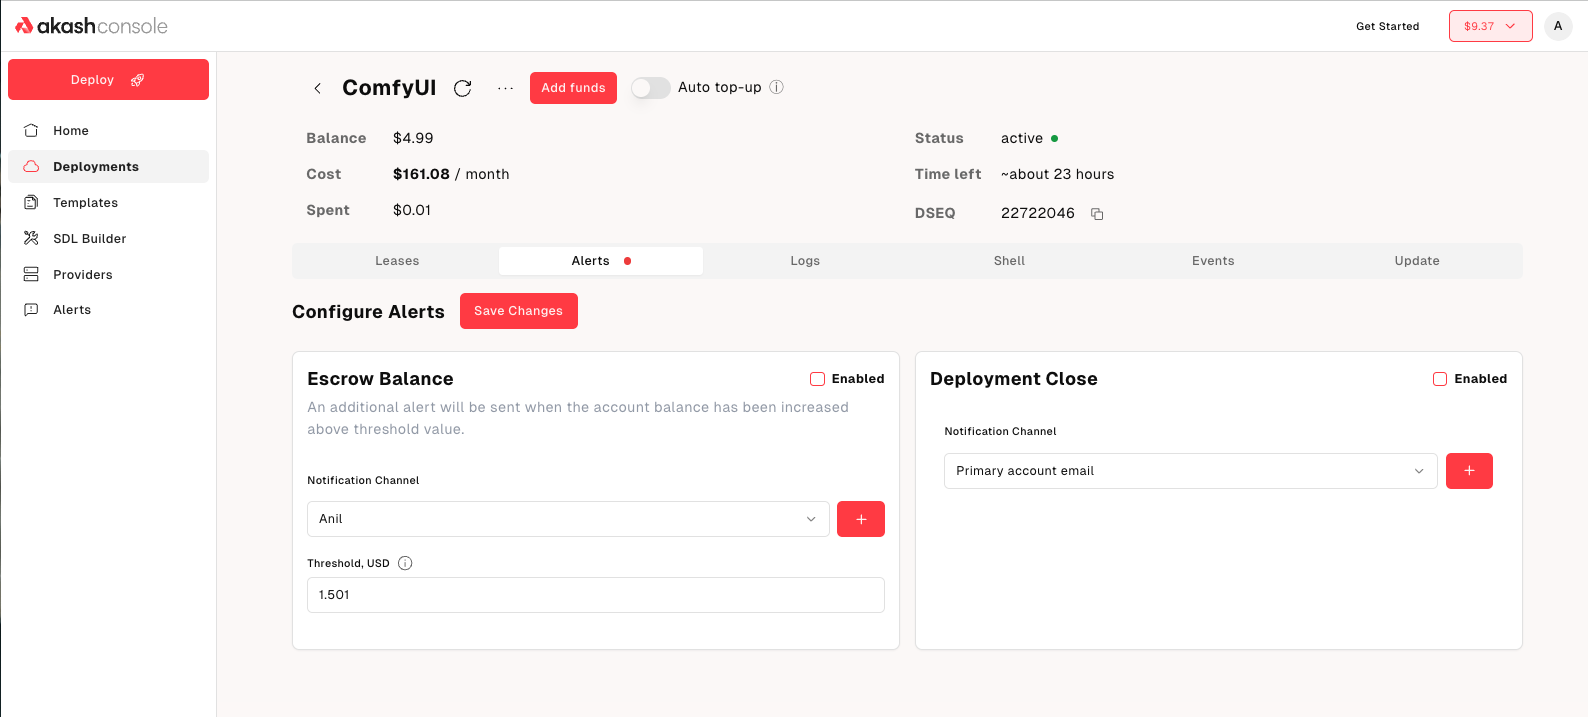 akashconsole
Get Started
$9.37
A
Deploy
Home
Deployments
Templates
SDL Builder
Providers
Alerts
ComfyUI
...
Add funds
Auto top-up
Balance $4.99
Cost $161.08 / month
Spent $0.01
Status active
Time left ~about 23 hours
DSEQ 22722046
Leases Alerts Logs Shell Events Update
Configure Alerts
Save Changes
Escrow Balance
Enabled
An additional alert will be sent when the account balance has been increased
above threshold value.
Notification Channel
Anil
+
Threshold, USD
1.501
Deployment Close
Enabled
Notification Channel
Primary account email
+